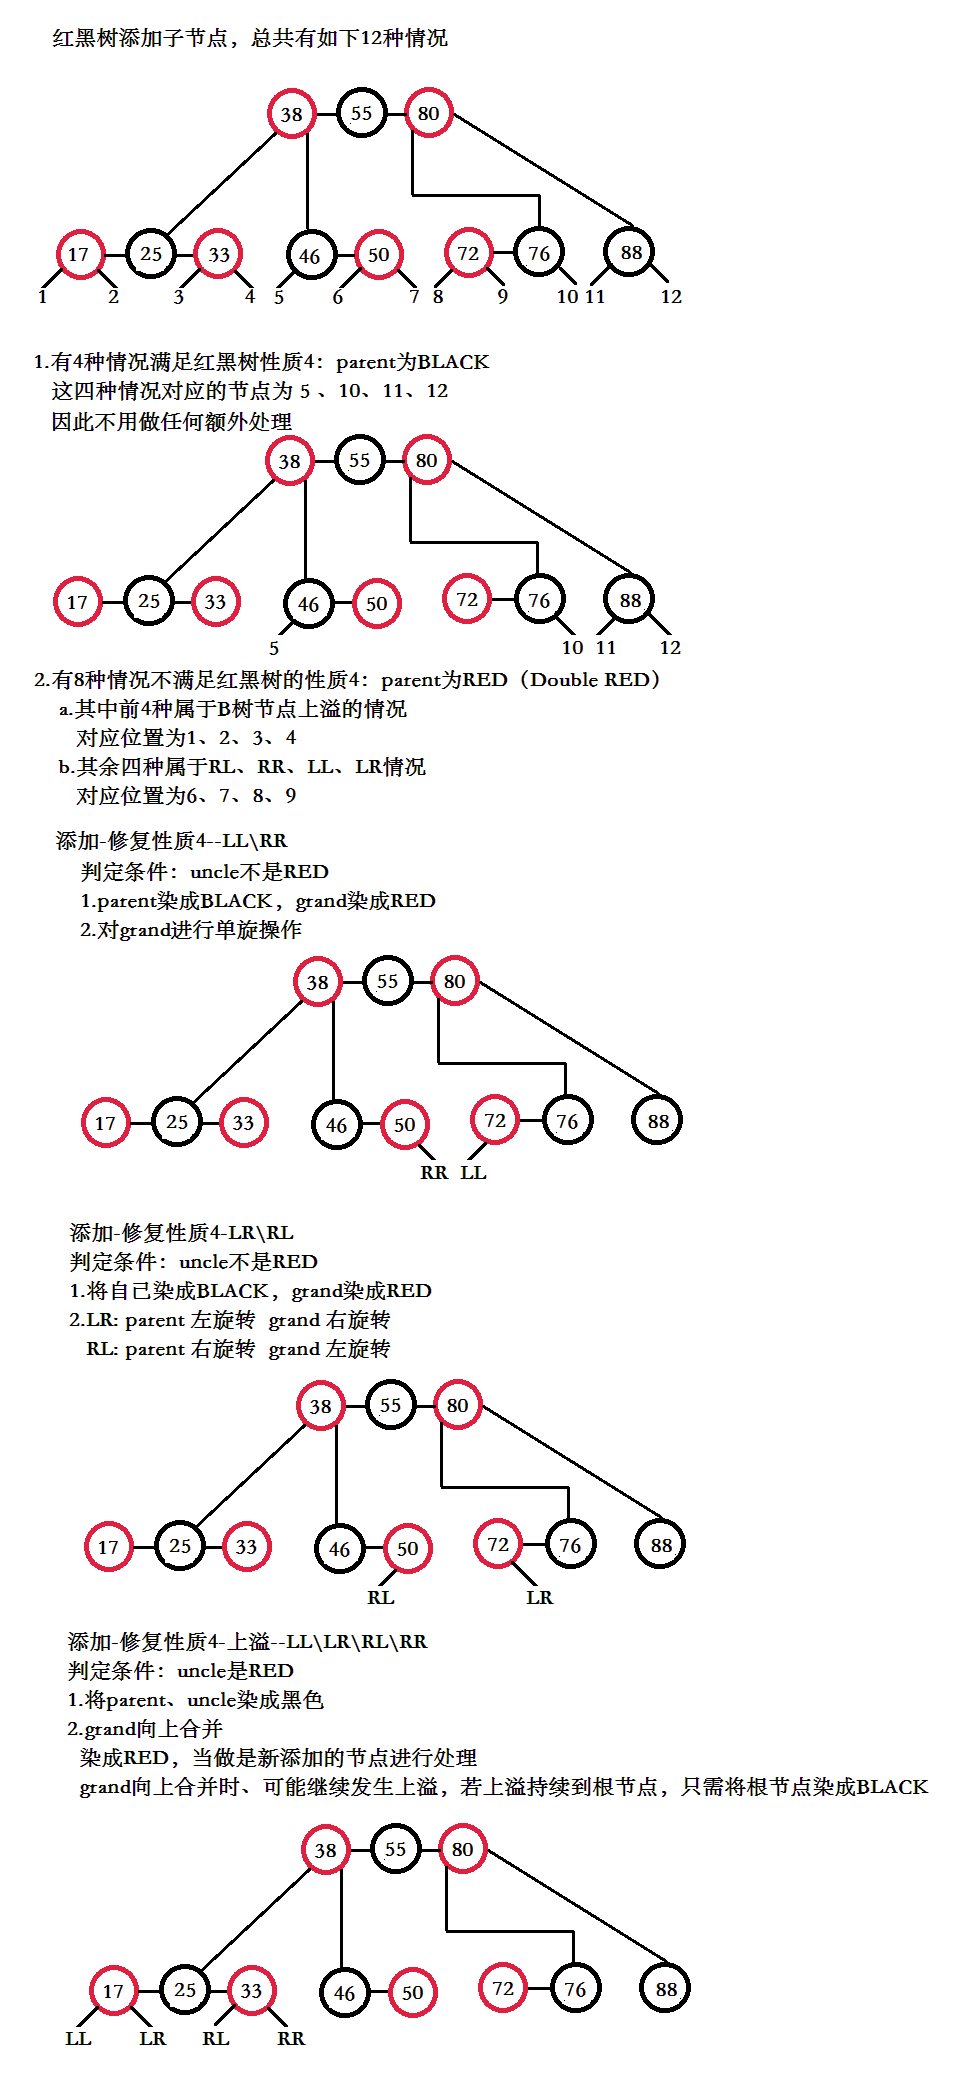 红黑树添加子节点，总共有如下12种情况
38 55 80
17 25 33 46 50 72 76 88
1 2 3 4 5 6 7 8 9 10 11 12
1.有4种情况满足红黑树性质4：parent为BLACK
这四种情况对应的节点为 5 、10、11、12
因此不用做任何额外处理
38 55 80
17 25 33 46 50 72 76 88
5 10 11 12
2.有8种情况不满足红黑树的性质4：parent为RED（Double RED）
a.其中前4种属于B树节点上溢的情况
对应位置为1、2、3、4
b.其余四种属于RL、RR、LL、LR情况
对应位置为6、7、8、9
添加-修复性质4--LL\RR
判定条件：uncle不是RED
1.parent染成BLACK，grand染成RED
2.对grand进行单旋操作
38 55 80
17 25 33 46 50 72 76 88
RR LL
添加-修复性质4-LR\RL
判定条件：uncle不是RED
1.将自己染成BLACK，grand染成RED
2.LR: parent 左旋转 grand 右旋转
RL: parent 右旋转 grand 左旋转
38 55 80
17 25 33 46 50 72 76 88
RL LR
添加-修复性质4-上溢--LL\LR\RL\RR
判定条件：uncle是RED
1.将parent、uncle染成黑色
2.grand向上合并
染成RED，当做是新添加的节点进行处理
grand向上合并时、可能继续发生上溢，若上溢持续到根节点，只需将根节点染成BLACK
38 55 80
17 25 33 46 50 72 76 88
LL LR RL RR